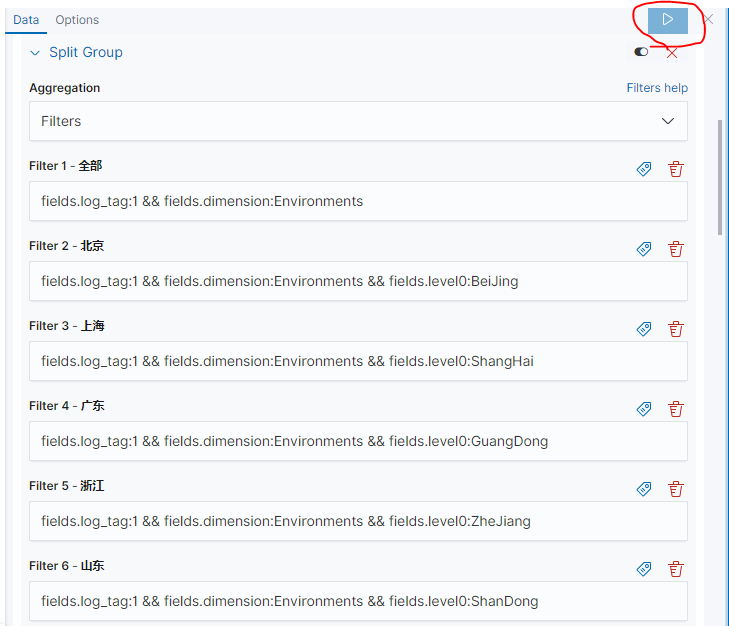 Data Options
Split Group
Aggregation Filters help
Filters
Filter 1 - 全部
fields.log_tag:1 && fields.dimension:Environments
Filter 2 - 北京
fields.log_tag:1 && fields.dimension:Environments && fields.level0:BeiJing
Filter 3 - 上海
fields.log_tag:1 && fields.dimension:Environments && fields.level0:ShangHai
Filter 4 - 广东
fields.log_tag:1 && fields.dimension:Environments && fields.level0:GuangDong
Filter 5 - 浙江
fields.log_tag:1 && fields.dimension:Environments && fields.level0:ZheJiang
Filter 6 - 山东
fields.log_tag:1 && fields.dimension:Environments && fields.level0:ShanDong